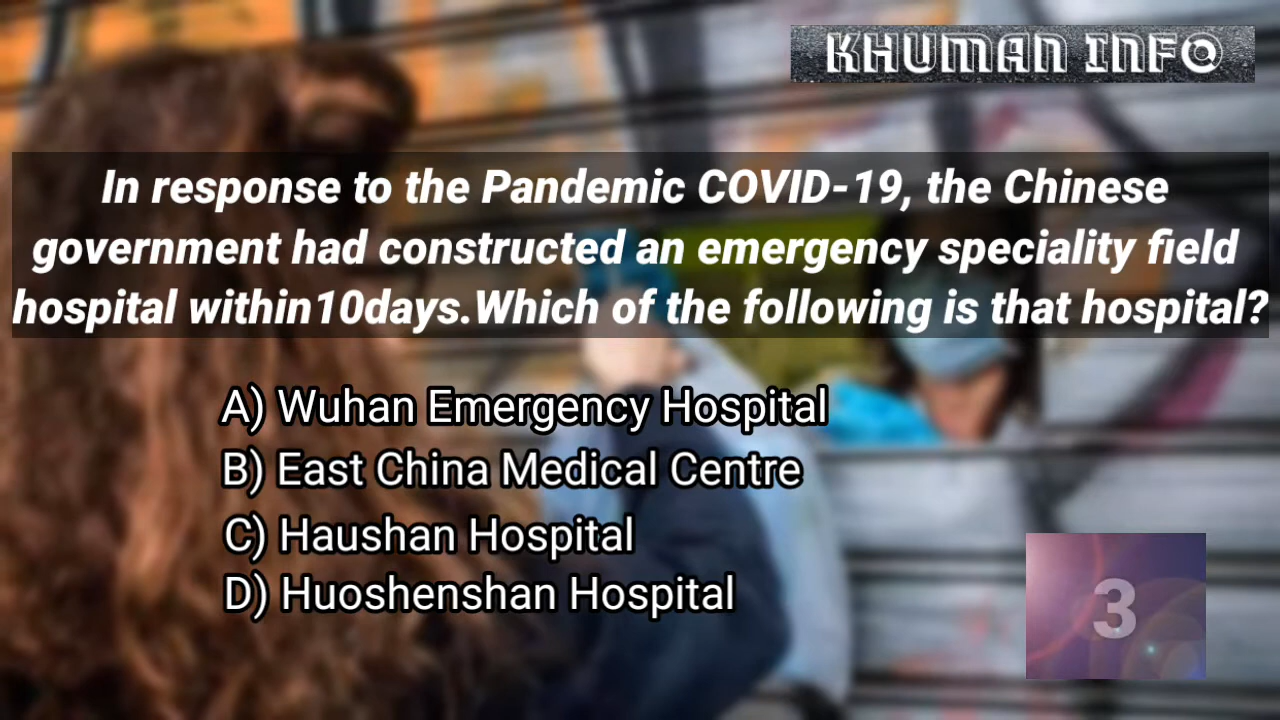 KHUMAN INFO
In response to the Pandemic COVID-19, the Chinese
government had constructed an emergency speciality field
hospital within10days.Which of the following is that hospital?
A) Wuhan Emergency Hospital
B) East China Medical Centre
C) Haushan Hospital
D) Huoshenshan Hospital
3